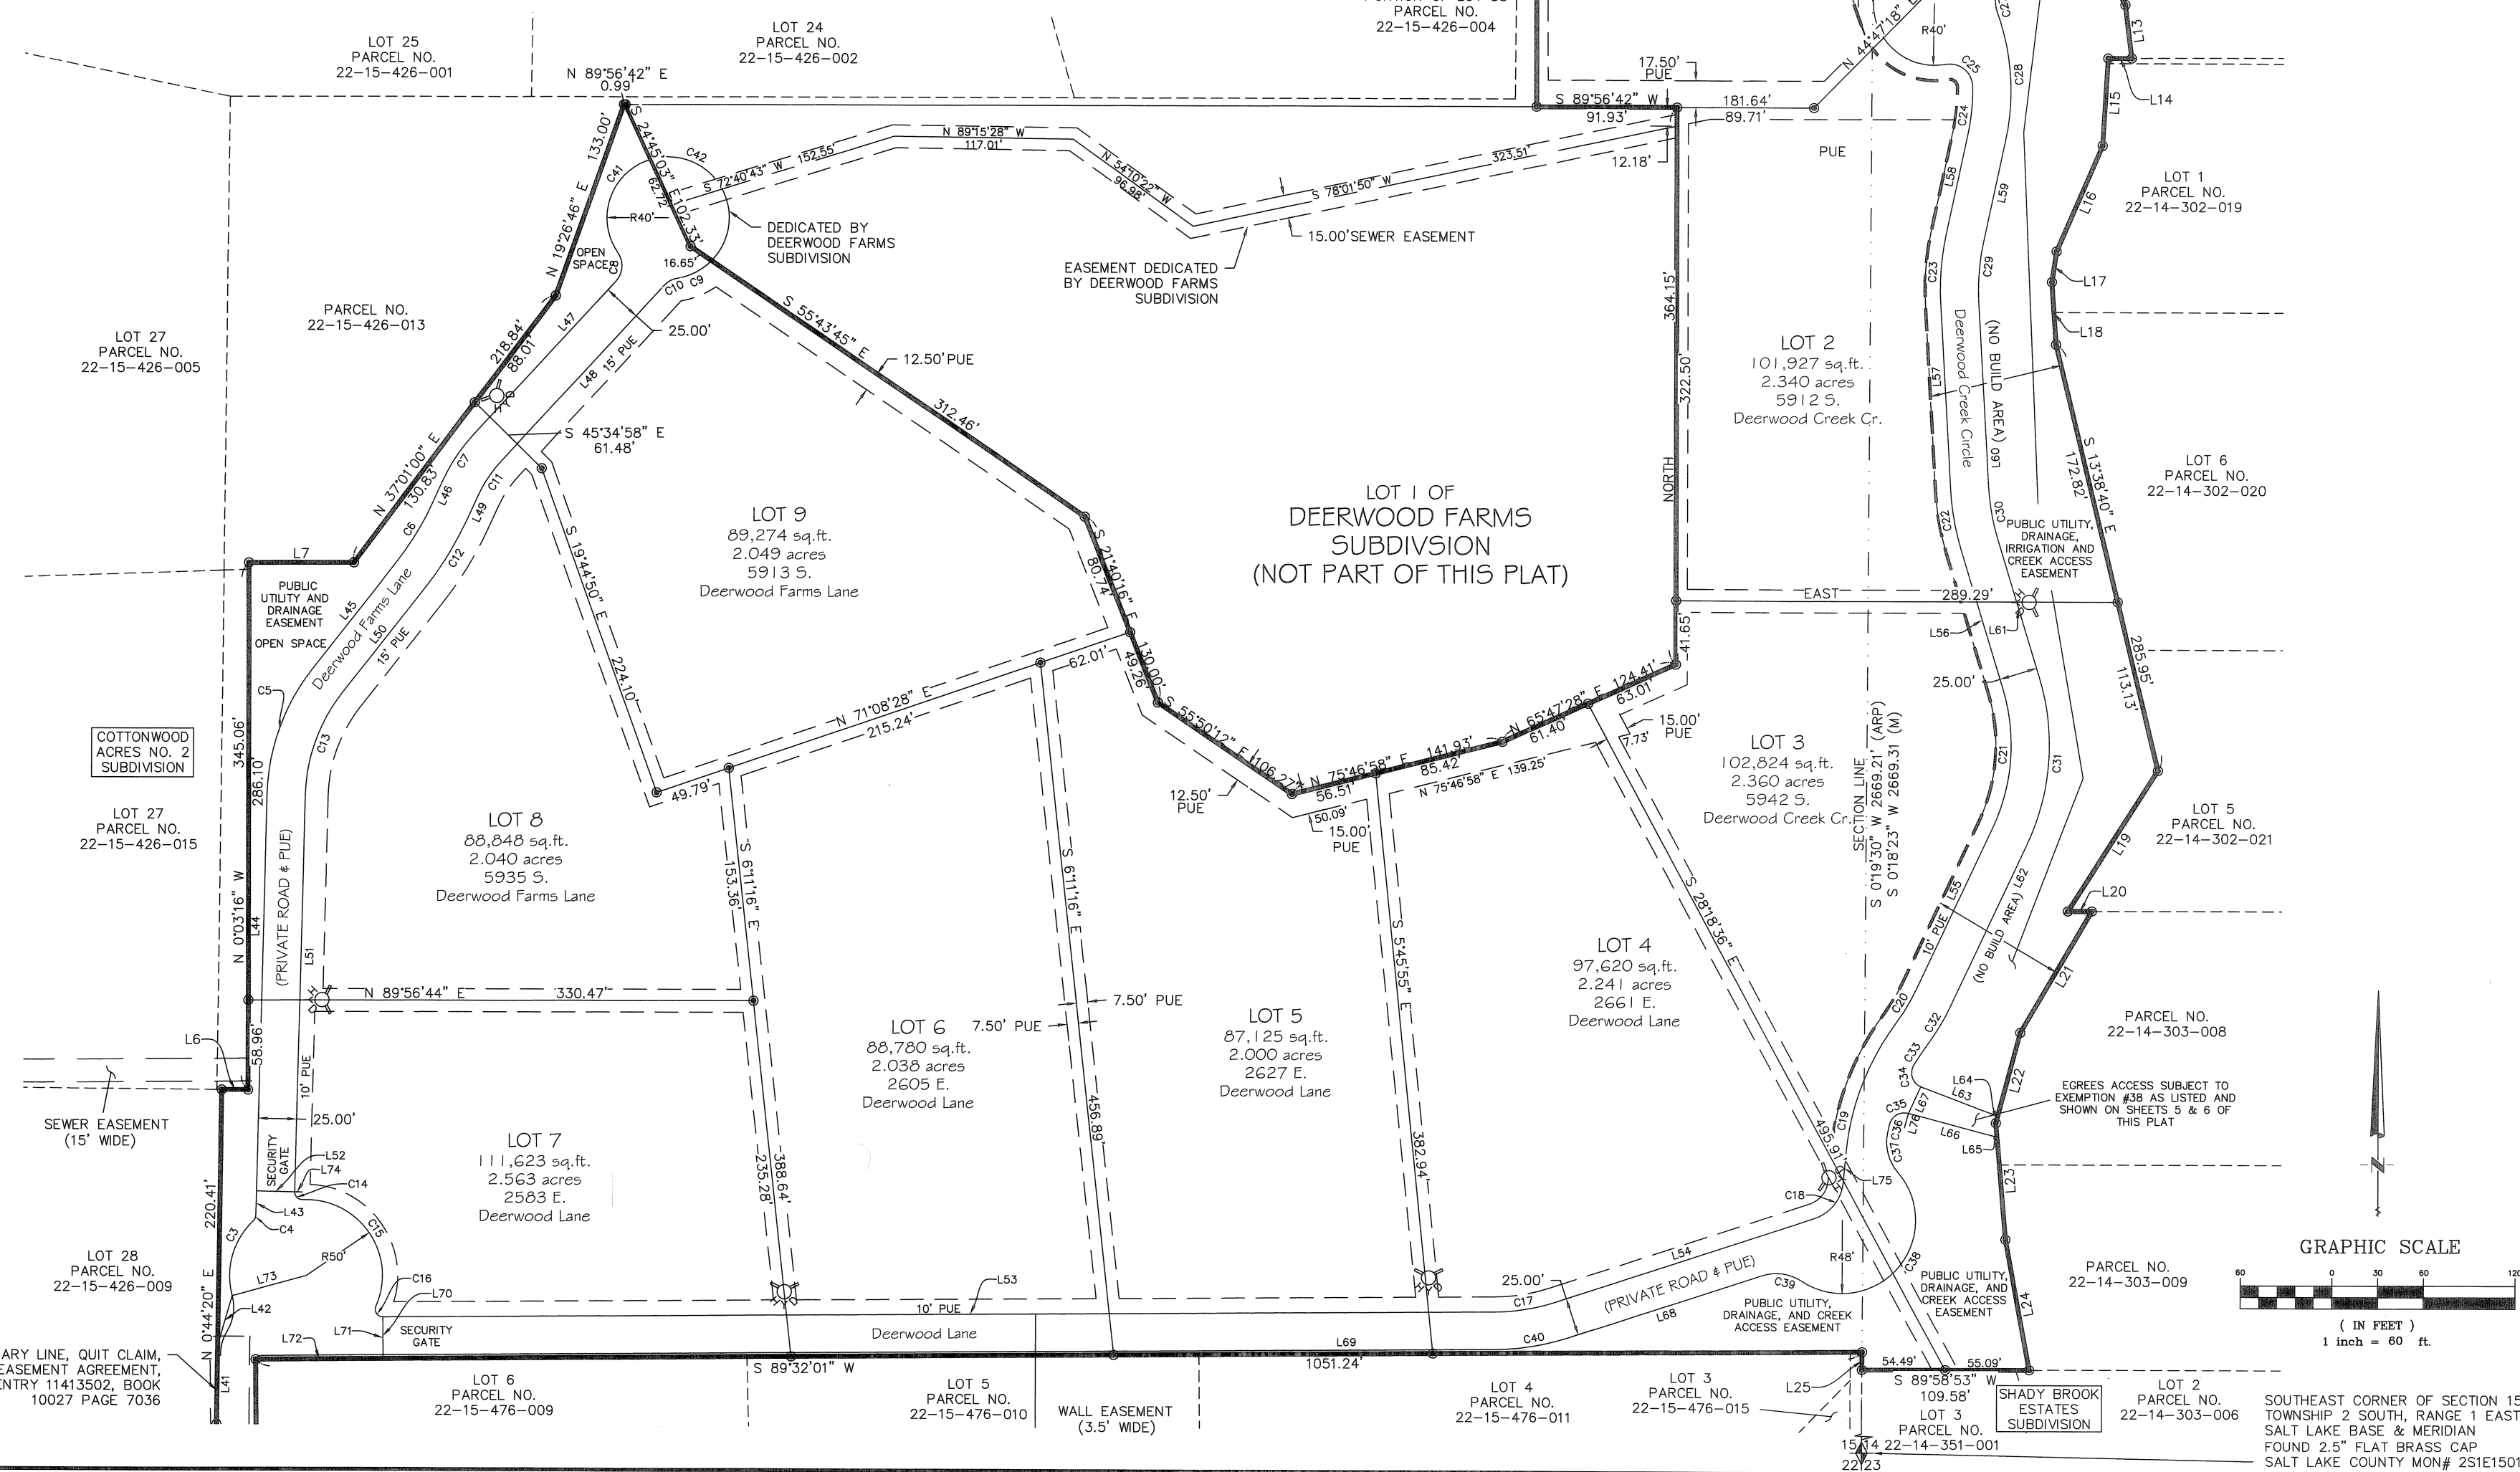 LOT 25
PARCEL NO.
22-15-426-001
LOT 24
PARCEL NO.
22-15-426-002
PARCEL NO.
22-15-426-004
N 89°56'42" E
0.99'
133.00'
N 19°26'46" E
S 24°45'03" E 102.33'
62.72'
C41
C42
R40'
S 72°40'43" W 152.55'
N 89°15'28" W
117.01'
N 54°10'22" W
96.98'
323.51'
S 78°01'50" W
15.00' SEWER EASEMENT
DEDICATED BY
DEERWOOD FARMS
SUBDIVISION
EASEMENT DEDICATED
BY DEERWOOD FARMS
SUBDIVISION
S 89°56'42" W
91.93'
181.64'
89.71'
17.50'
PUE
12.18'
PUE
N 44°47'18"
R40'
C25
C24
C28
L13
L14
L15
L16
L17
L18
L58
L59
C23
C29
LOT 1
PARCEL NO.
22-14-302-019
OPEN
SPACE
C8
16.65'
C10 C9
L47
25.00'
PARCEL NO.
22-15-426-013
LOT 27
PARCEL NO.
22-15-426-005
218.84'
88.01'
HYD
L48 15' PUE
S 45°34'58" E
61.48'
S 55°43'45" E
312.46'
12.50' PUE
N 37°01'00" E
130.83'
L46
C7
C6
C11
L49
C12
L7
PUBLIC
UTILITY AND
DRAINAGE
EASEMENT
OPEN SPACE
L45
Deerwood Farms Lane
L50
15' PUE
C5
C13
LOT 9
89,274 sq.ft.
2.049 acres
5913 S.
Deerwood Farms Lane
S 19°44'50" E
224.10'
S 21°40'16" E
80.74'
130.00'
49.26'
LOT 1 OF
DEERWOOD FARMS
SUBDIVSION
(NOT PART OF THIS PLAT)
364.15'
322.50'
NORTH
41.65'
LOT 2
101,927 sq.ft.
2.340 acres
5912 S.
Deerwood Creek Cr.
L57
Deerwood Creek Circle
(NO BUILD AREA) L60
C22
C30
PUBLIC UTILITY,
DRAINAGE,
IRRIGATION AND
CREEK ACCESS
EASEMENT
S 13°38'40" E
172.82'
285.95'
113.13'
LOT 6
PARCEL NO.
22-14-302-020
EAST
289.29'
L56
L61
HYD
25.00'
COTTONWOOD
ACRES NO. 2
SUBDIVISION
LOT 27
PARCEL NO.
22-15-426-015
345.06'
286.10'
N 0°03'16" W
L44
(PRIVATE ROAD & PUE)
L51
N 71°08'28" E
215.24'
62.01'
49.79'
S 55°50'12" E 106.27'
12.50'
PUE
N 75°46'58" E 141.93'
56.51'
85.42'
50.09'
15.00'
PUE
N 75°46'58" E 139.25'
N 65°47'28" E 124.41'
61.40'
63.01'
7.73'
15.00'
PUE
LOT 3
102,824 sq.ft.
2.360 acres
5942 S.
Deerwood Creek Cr.
SECTION LINE
S 0°19'30" W 2669.21' (ARP)
S 0°18'23" W 2669.31 (M)
C21
C31
L19
L20
L21
L55
10' PUE
(NO BUILD AREA) L62
LOT 5
PARCEL NO.
22-14-302-021
LOT 8
88,848 sq.ft.
2.040 acres
5935 S.
Deerwood Farms Lane
S 6°11'16" E
153.36'
388.64'
235.28'
N 89°56'44" E
330.47'
HYD
S 6°11'16" E
456.89'
7.50' PUE
7.50' PUE
S 5°45'55" E
382.94'
S 28°18'36" E
495.91'
LOT 4
97,620 sq.ft.
2.241 acres
2661 E.
Deerwood Lane
LOT 5
87,125 sq.ft.
2.000 acres
2627 E.
Deerwood Lane
LOT 6
88,780 sq.ft.
2.038 acres
2605 E.
Deerwood Lane
LOT 7
111,623 sq.ft.
2.563 acres
2583 E.
Deerwood Lane
L6
58.96'
SEWER EASEMENT
(15' WIDE)
10' PUE
25.00'
SECURITY
GATE
L52
L74
C14
L43
C4
C3
C15
R50'
L73
L42
220.41'
N 0°44'20" E
L41
LOT 28
PARCEL NO.
22-15-426-009
ARY LINE, QUIT CLAIM,
EASEMENT AGREEMENT,
ENTRY 11413502, BOOK
10027 PAGE 7036
C16
L70
L71
L72
SECURITY
GATE
10' PUE
L53
Deerwood Lane
S 89°32'01" W
1051.24'
L69
C17
C40
25.00'
L54
(PRIVATE ROAD & PUE)
L68
C39
R48'
C38
C18
L75
C19
C20
C32
C33
C34
C35
C36
C37
L67
L76
L63
L64
L65
L66
L22
L23
L24
EGREES ACCESS SUBJECT TO
EXEMPTION #38 AS LISTED AND
SHOWN ON SHEETS 5 & 6 OF
THIS PLAT
PARCEL NO.
22-14-303-008
PARCEL NO.
22-14-303-009
PUBLIC UTILITY,
DRAINAGE, AND CREEK
ACCESS EASEMENT
PUBLIC UTILITY,
DRAINAGE, AND
CREEK ACCESS
EASEMENT
L25
54.49'
55.09'
S 89°58'53" W
109.58'
LOT 6
PARCEL NO.
22-15-476-009
LOT 5
PARCEL NO.
22-15-476-010
WALL EASEMENT
(3.5' WIDE)
LOT 4
PARCEL NO.
22-15-476-011
LOT 3
PARCEL NO.
22-15-476-015
LOT 3
PARCEL NO.
22-14-351-001
15 14
22 23
SHADY BROOK
ESTATES
SUBDIVISION
LOT 2
PARCEL NO.
22-14-303-006
N
GRAPHIC SCALE
60 0 30 60 120
( IN FEET )
1 inch = 60 ft.
SOUTHEAST CORNER OF SECTION 15
TOWNSHIP 2 SOUTH, RANGE 1 EAST
SALT LAKE BASE & MERIDIAN
FOUND 2.5" FLAT BRASS CAP
SALT LAKE COUNTY MON# 2S1E1501